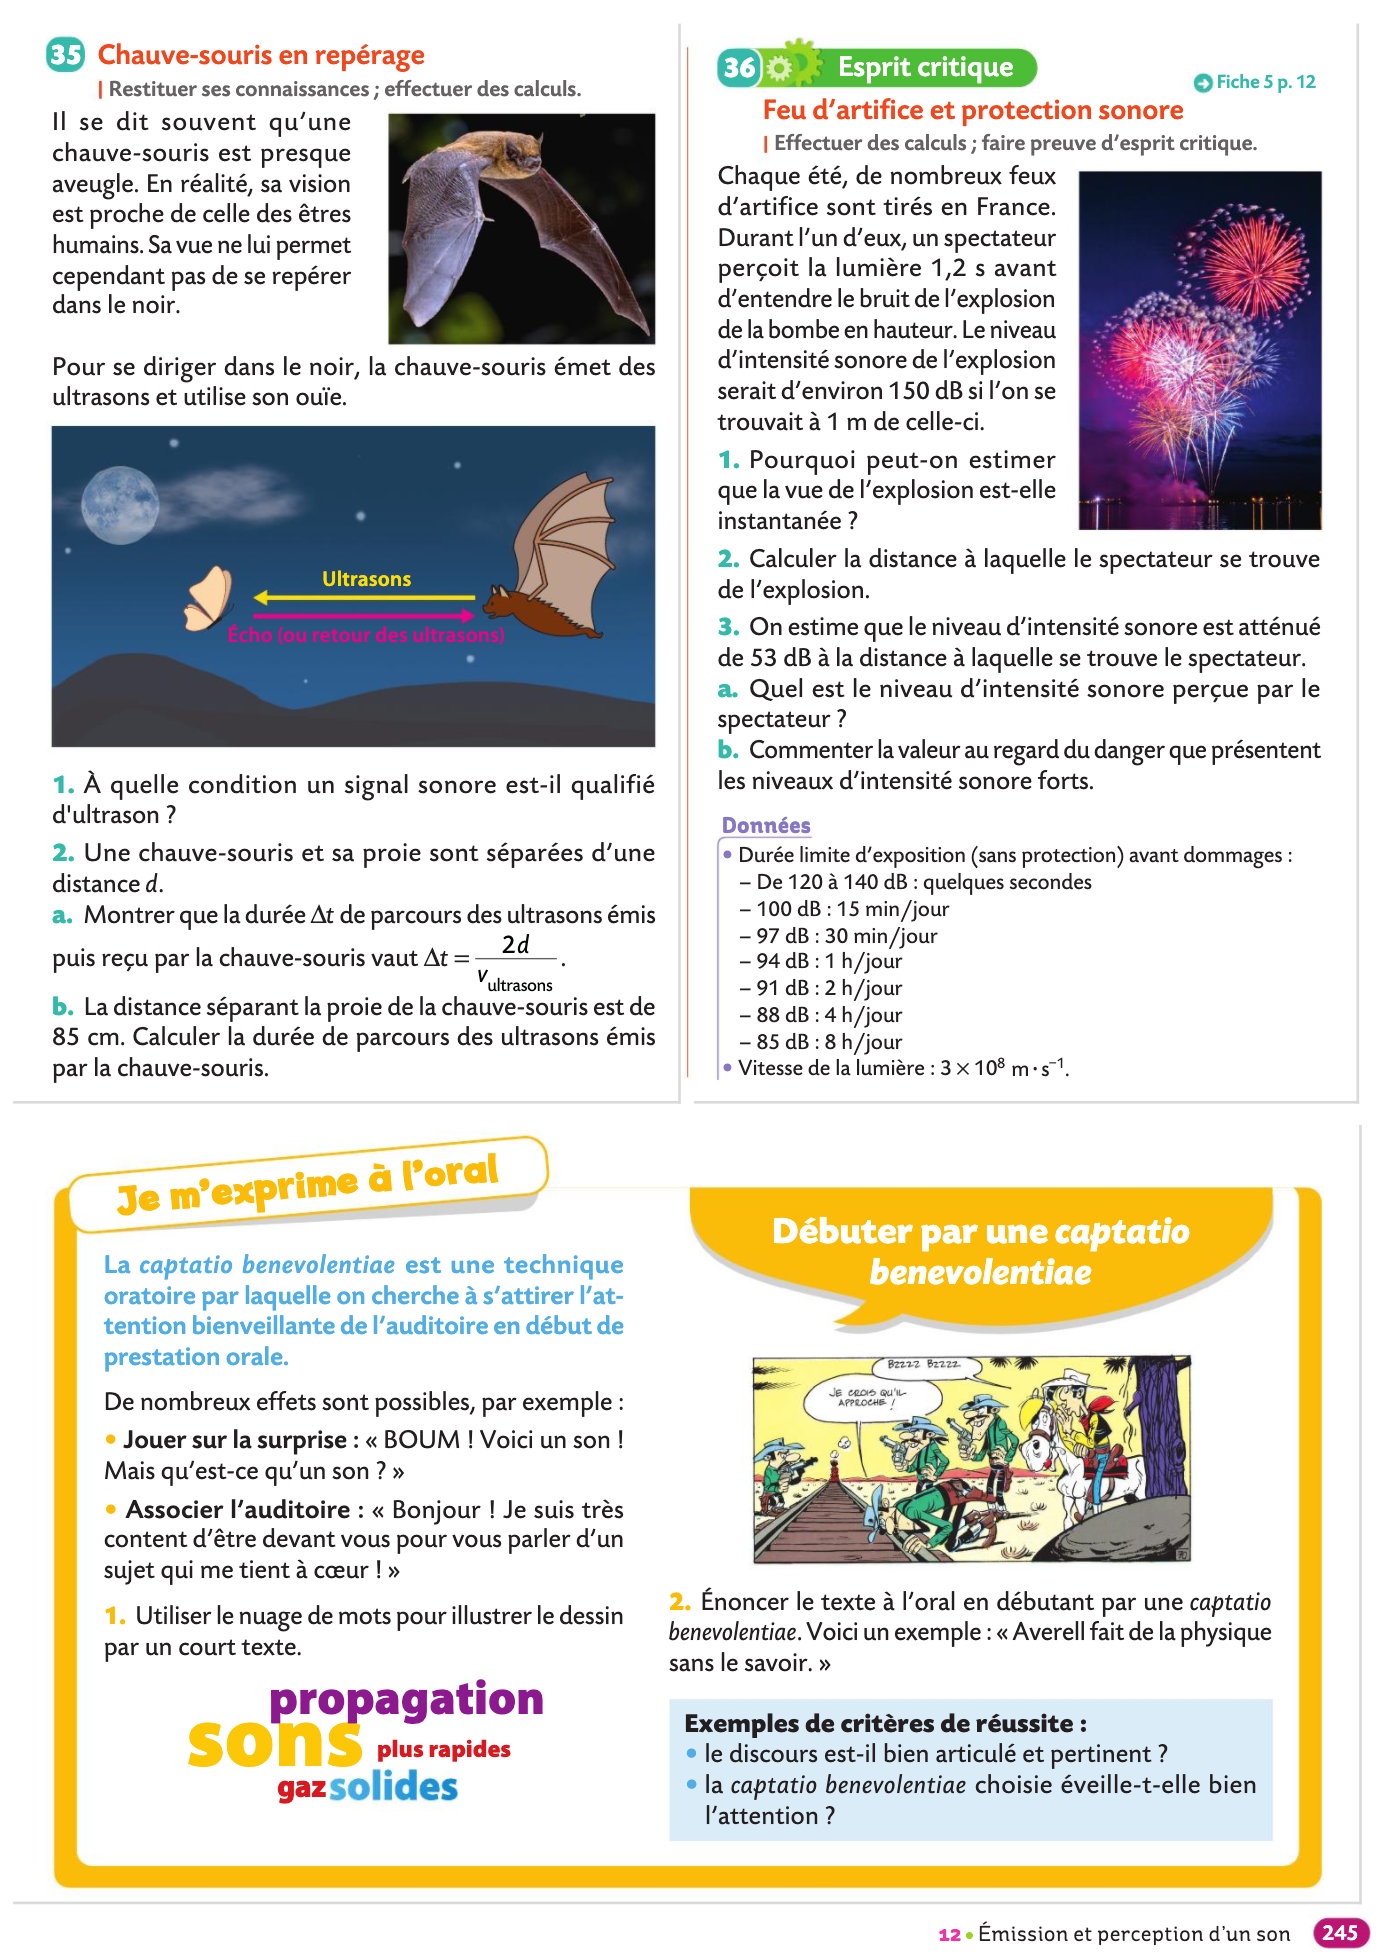 35 Chauve-souris en repérage
| Restituer ses connaissances ; effectuer des calculs.
Il se dit souvent qu’une
chauve-souris est presque
aveugle. En réalité, sa vision
est proche de celle des êtres
humains. Sa vue ne lui permet
cependant pas de se repérer
dans le noir.
Pour se diriger dans le noir, la chauve-souris émet des
ultrasons et utilise son ouïe.
Ultrasons
Écho (ou retour des ultrasons)
1. À quelle condition un signal sonore est-il qualifié
d'ultrason ?
2. Une chauve-souris et sa proie sont séparées d’une
distance d.
a. Montrer que la durée Δt de parcours des ultrasons émis
puis reçu par la chauve-souris vaut Δt = 2d / v ultrasons .
b. La distance séparant la proie de la chauve-souris est de
85 cm. Calculer la durée de parcours des ultrasons émis
par la chauve-souris.
36 Esprit critique
Fiche 5 p. 12
Feu d’artifice et protection sonore
| Effectuer des calculs ; faire preuve d’esprit critique.
Chaque été, de nombreux feux
d’artifice sont tirés en France.
Durant l’un d’eux, un spectateur
perçoit la lumière 1,2 s avant
d’entendre le bruit de l’explosion
de la bombe en hauteur. Le niveau
d’intensité sonore de l’explosion
serait d’environ 150 dB si l’on se
trouvait à 1 m de celle-ci.
1. Pourquoi peut-on estimer
que la vue de l’explosion est-elle
instantanée ?
2. Calculer la distance à laquelle le spectateur se trouve
de l’explosion.
3. On estime que le niveau d’intensité sonore est atténué
de 53 dB à la distance à laquelle se trouve le spectateur.
a. Quel est le niveau d’intensité sonore perçue par le
spectateur ?
b. Commenter la valeur au regard du danger que présentent
les niveaux d’intensité sonore forts.
Données
• Durée limite d’exposition (sans protection) avant dommages :
– De 120 à 140 dB : quelques secondes
– 100 dB : 15 min/jour
– 97 dB : 30 min/jour
– 94 dB : 1 h/jour
– 91 dB : 2 h/jour
– 88 dB : 4 h/jour
– 85 dB : 8 h/jour
• Vitesse de la lumière : 3 × 10⁸ m · s⁻¹.
Je m’exprime à l’oral
La captatio benevolentiae est une technique
oratoire par laquelle on cherche à s’attirer l’at-
tention bienveillante de l’auditoire en début de
prestation orale.
De nombreux effets sont possibles, par exemple :
• Jouer sur la surprise : « BOUM ! Voici un son !
Mais qu’est-ce qu’un son ? »
• Associer l’auditoire : « Bonjour ! Je suis très
content d’être devant vous pour vous parler d’un
sujet qui me tient à cœur ! »
1. Utiliser le nuage de mots pour illustrer le dessin
par un court texte.
propagation
sons
plus rapides
gaz solides
Débuter par une captatio
benevolentiae
BZZZZ BZZZZ
JE CROIS QU'IL
APPROCHE !
2. Énoncer le texte à l’oral en débutant par une captatio
benevolentiae. Voici un exemple : « Averell fait de la physique
sans le savoir. »
Exemples de critères de réussite :
• le discours est-il bien articulé et pertinent ?
• la captatio benevolentiae choisie éveille-t-elle bien
l’attention ?
12 • Émission et perception d’un son 245